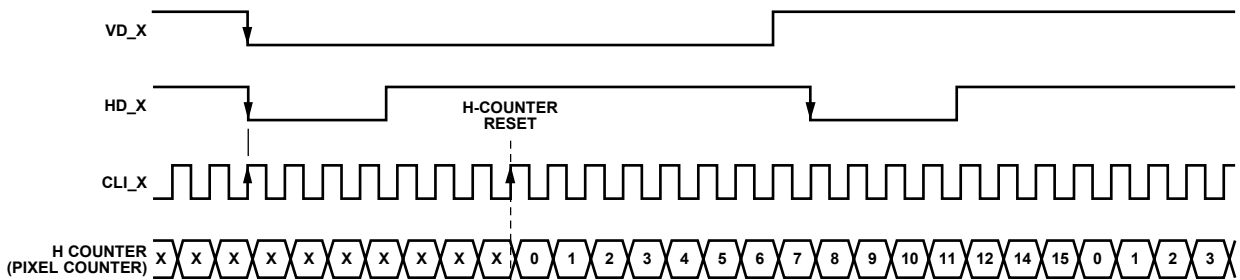 VD_X
HD_X
H-COUNTER
RESET
CLI_X
H COUNTER
(PIXEL COUNTER)
X X X X X X X X X X 0 1 2 3 4 5 6 7 8 9 10 11 12 14 15 0 1 2 3